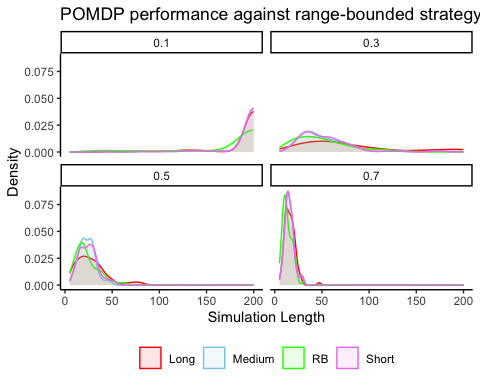 POMDP performance against range-bounded strategy
0.1
0.3
0.075
0.050
0.025
0.000
0.5
0.7
0.075
0.050
0.025
0.000
Density
0 50 100 150 200
0 50 100 150 200
Simulation Length
Long Medium RB Short